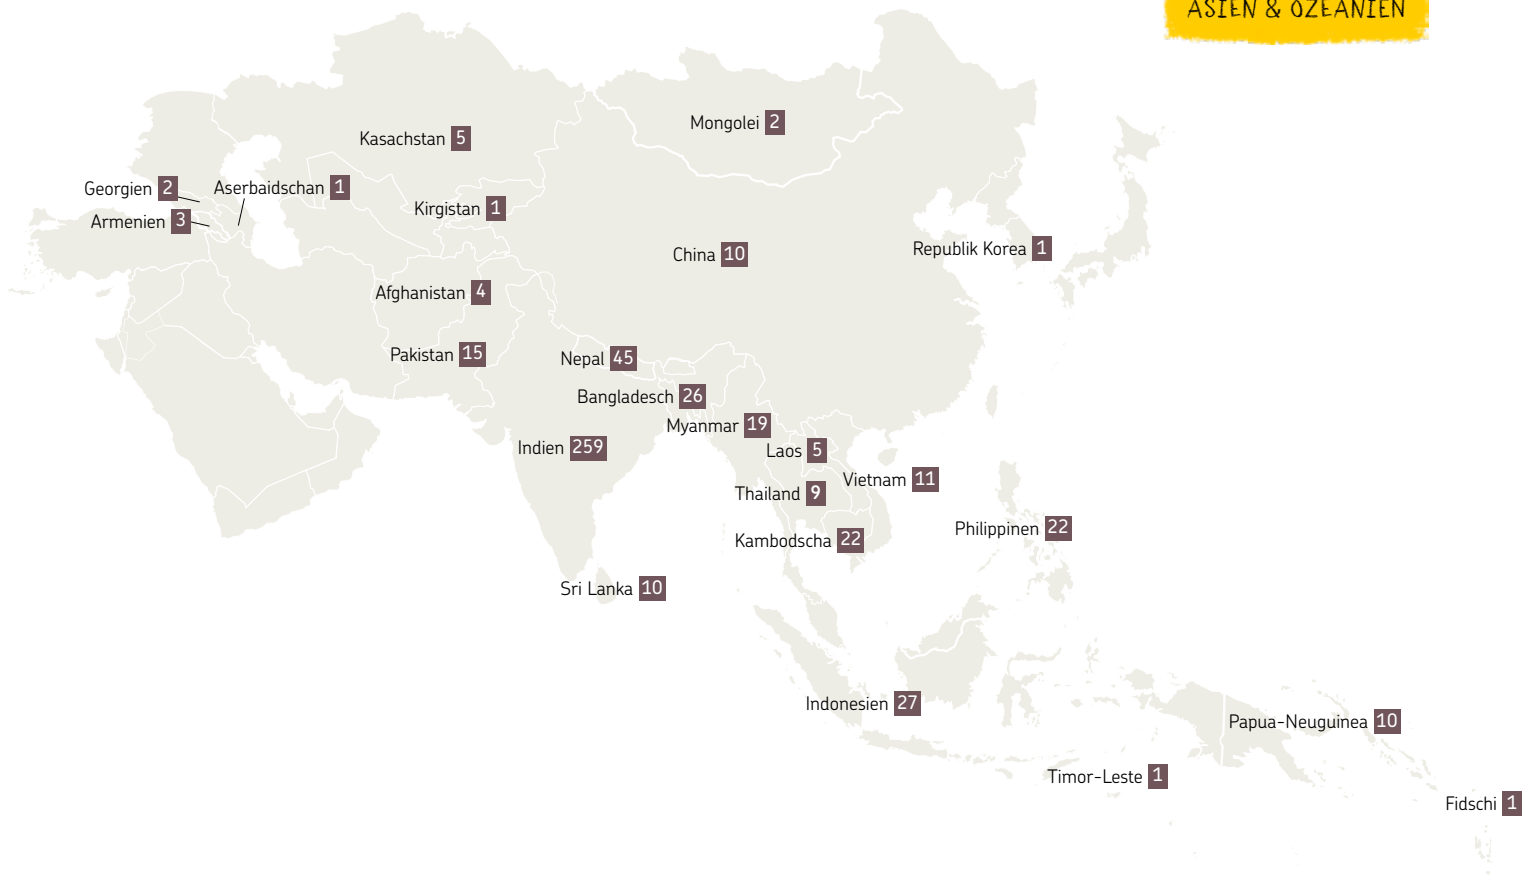 ASIEN & OZEANIEN
Mongolei 2
Kasachstan 5
Georgien 2
Aserbaidschan 1
Kirgistan 1
Armenien 3
China 10
Republik Korea 1
Afghanistan 4
Pakistan 15
Nepal 45
Bangladesch 26
Myanmar 19
Indien 259
Laos 5
Vietnam 11
Thailand 9
Philippinen 22
Kambodscha 22
Sri Lanka 10
Indonesien 27
Papua-Neuguinea 10
Timor-Leste 1
Fidschi 1